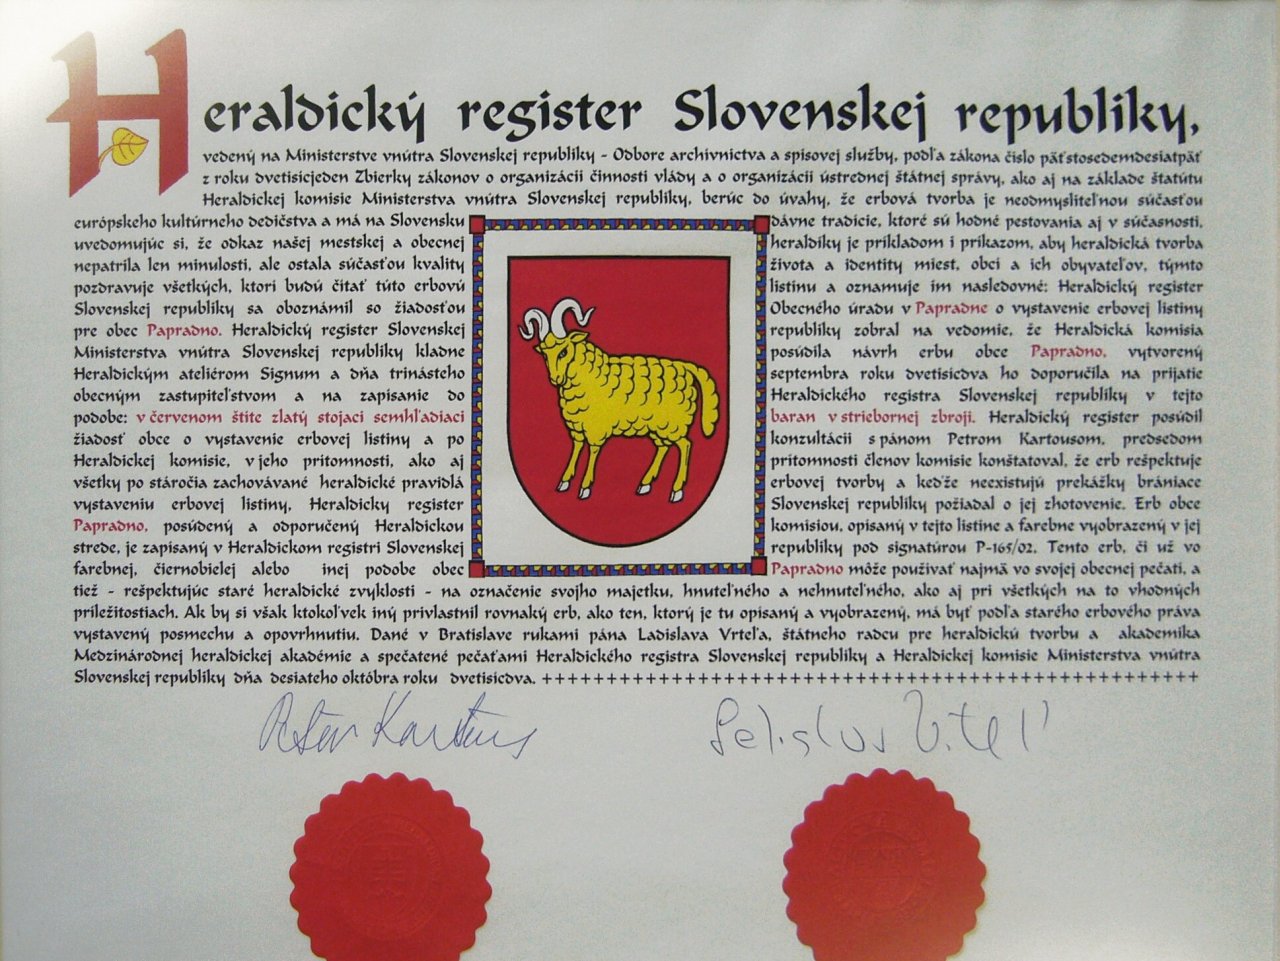 Heraldický register Slovenskej republiky,
vedený na Ministerstve vnútra Slovenskej republiky - Odbore archivnictva a spisovej služby, podľa zákona číslo päťstosedemdesiatpäť
z roku dvetisícjeden Zbierky zákonov o organizácii činnosti vlády a o organizácii ústrednej štátnej správy, ako aj na základe štatútu
Heraldickej komisie Ministerstva vnútra Slovenskej republiky, berúc do úvahy, že erbová tvorba je neodmysliteľnou súčasťou
európskeho kultúrneho dedičstva a má na Slovensku dávne tradície, ktoré sú hodné pestovania aj v súčasnosti,
uvedomujúc si, že odkaz našej mestskej a obecnej heraldiky je príkladom i príkazom, aby heraldická tvorba
nepatrila len minulosti, ale ostala súčasťou kvality života a identity miest, obcí a ich obyvateľov, týmto
pozdravuje všetkých, ktorí budú čítať túto erbovú listinu a oznamuje im nasledovné: Heraldický register
Slovenskej republiky sa oboznámil so žiadosťou Obecného úradu v Papradne o vystavenie erbovej listiny
pre obec Papradno. Heraldický register Slovenskej republiky zobral na vedomie, že Heraldická komisia
Ministerstva vnútra Slovenskej republiky kladne posúdila návrh erbu obce Papradno, vytvorený
Heraldickým ateliérom Signum a dňa trinásteho septembra roku dvetisícdva ho doporučila na prijatie
obecným zastupiteľstvom a na zapísanie do Heraldického registra Slovenskej republiky v tejto
podobe: v červenom štíte zlatý stojaci semhľadiaci baran v striebornej zbroji. Heraldický register posúdil
žiadosť obce o vystavenie erbovej listiny a po konzultácii s pánom Petrom Kartousom, predsedom
Heraldickej komisie, v jeho prítomnosti, ako aj prítomnosti členov komisie konštatoval, že erb rešpektuje
všetky po stáročia zachovávané heraldické pravidlá erbovej tvorby a keďže neexistujú prekážky brániace
vystaveniu erbovej listiny, Heraldický register Slovenskej republiky požiadal o jej zhotovenie. Erb obce
Papradno, posúdený a odporučený Heraldickou komisiou, opísaný v tejto listine a farebne vyobrazený v jej
strede, je zapísaný v Heraldickom registri Slovenskej republiky pod signatúrou P-165/02. Tento erb, či už vo
farebnej, čiernobielej alebo inej podobe obec Papradno môže používať najmä vo svojej obecnej pečati, a
tiež - rešpektujúc staré heraldické zvyklosti - na označenie svojho majetku, hnuteľného a nehnuteľného, ako aj pri všetkých na to vhodných
príležitostiach. Ak by si však ktokoľvek iný privlastnil rovnaký erb, ako ten, ktorý je tu opísaný a vyobrazený, má byť podľa starého erbového práva
vystavený posmechu a opovrhnutiu. Dané v Bratislave rukami pána Ladislava Vrteľa, štátneho radcu pre heraldickú tvorbu a akademika
Medzinárodnej heraldickej akadémie a spečatené pečaťami Heraldického registra Slovenskej republiky a Heraldickej komisie Ministerstva vnútra
Slovenskej republiky dňa desiateho októbra roku dvetisícdva. +++++++++++++++++++++++++++++++++++++++++++++++++
Peter Kartous